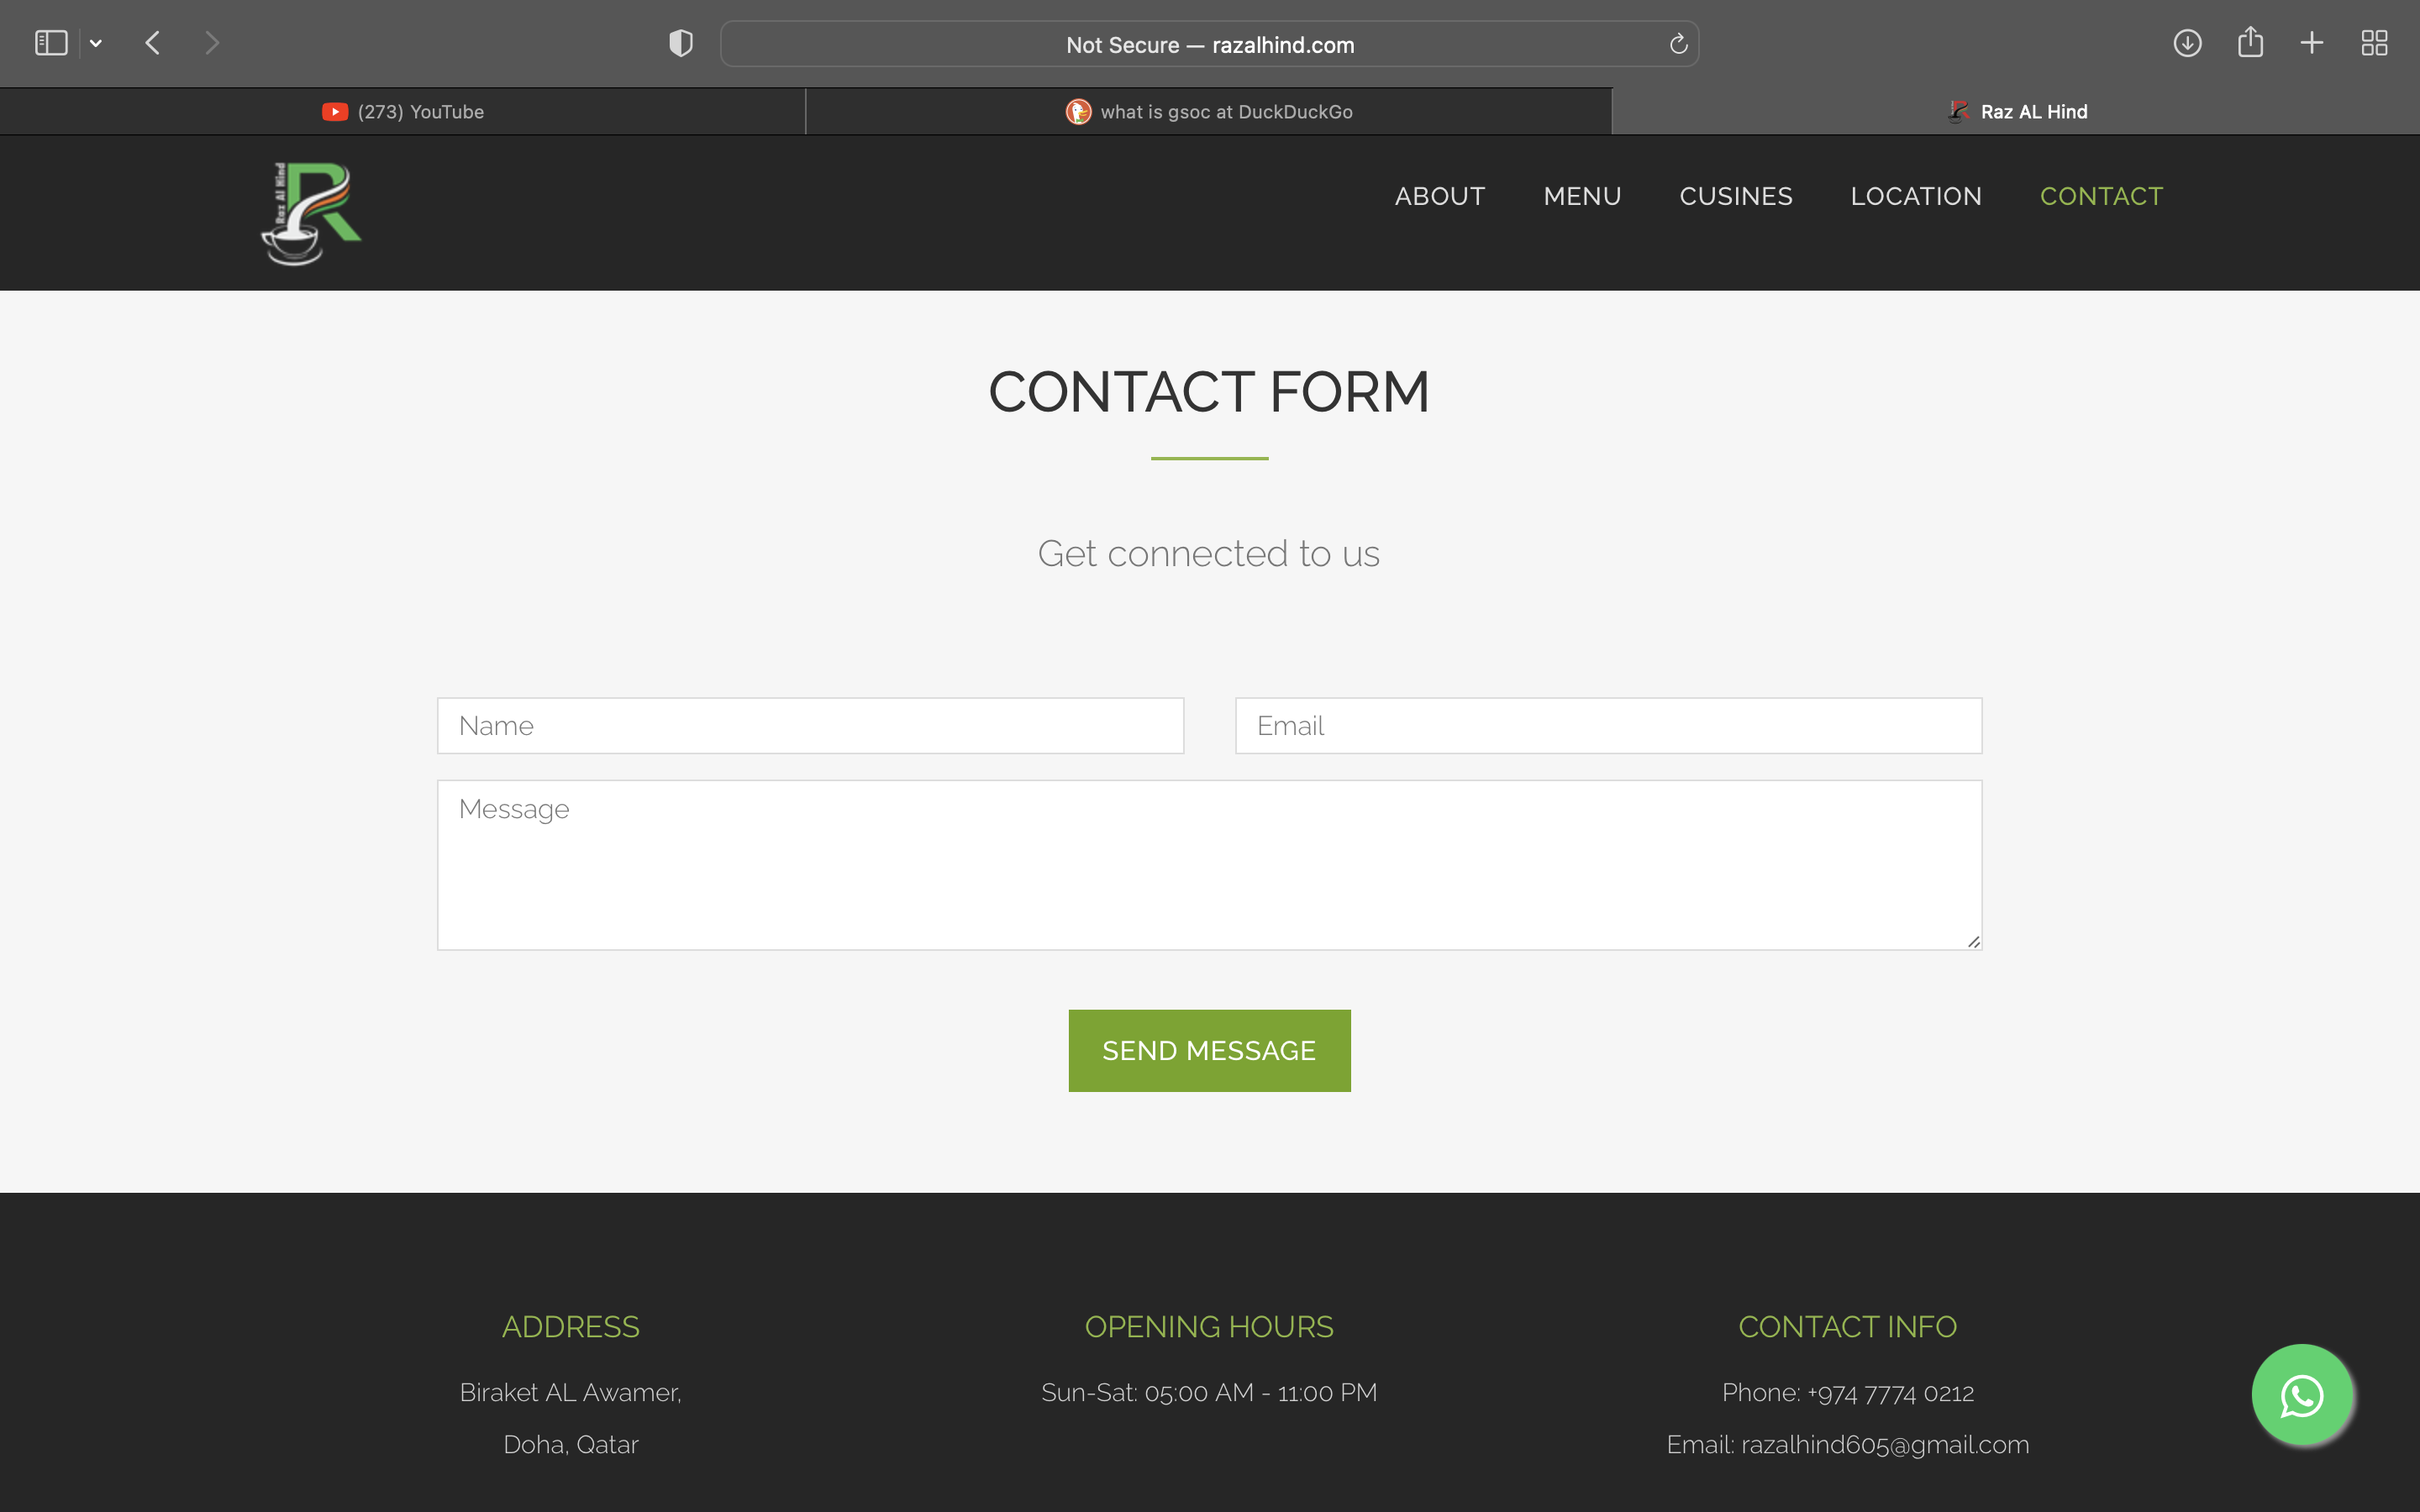 Not Secure — razalhind.com
(273) YouTube
what is gsoc at DuckDuckGo
Raz AL Hind
Raz Al Hind
R
ABOUT
MENU
CUSINES
LOCATION
CONTACT
CONTACT FORM
Get connected to us
Name
Email
Message
SEND MESSAGE
ADDRESS
Biraket AL Awamer,
Doha, Qatar
OPENING HOURS
Sun-Sat: 05:00 AM - 11:00 PM
CONTACT INFO
Phone: +974 7774 0212
Email: razalhind605@gmail.com